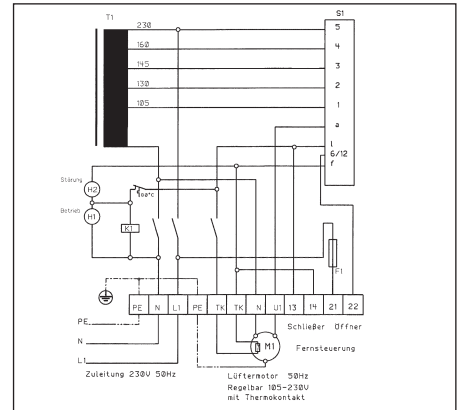 T1
S1
230
5
160
4
145
3
130
2
105
1
a
l
6/12
f
Störung
H2
100°C
Betrieb
H1
K1
F1
PE N L1 PE TK TK N U1 13 14 21 22
PE
Schließer Öffner
N
M1
Fernsteuerung
L1
Zuleitung 230V 50Hz
Lüftermotor 50Hz
Regelbar 105-230V
mit Thermokontakt